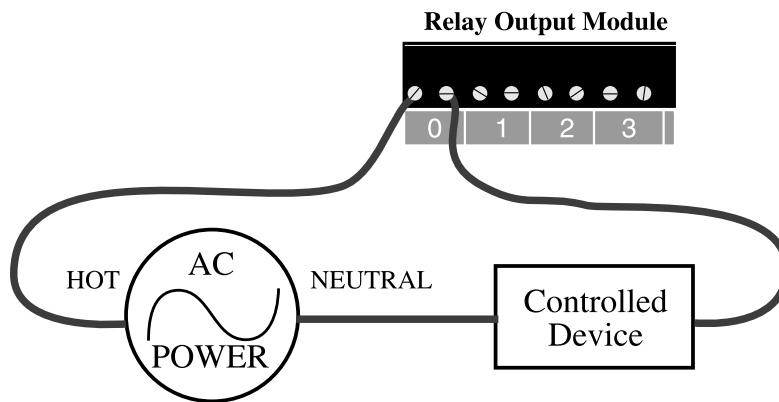 Relay Output Module
0 1 2 3
AC
HOT
NEUTRAL
POWER
Controlled
Device